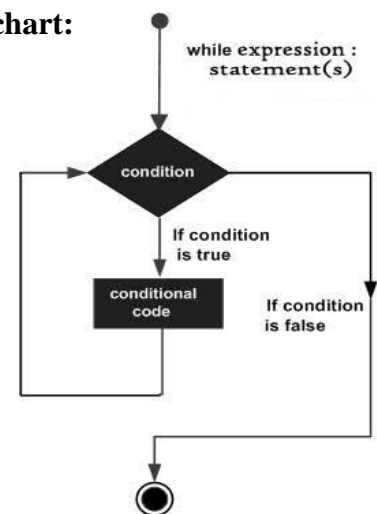 chart:
while expression :
statement(s)
condition
If condition
is true
conditional
code
If condition
is false